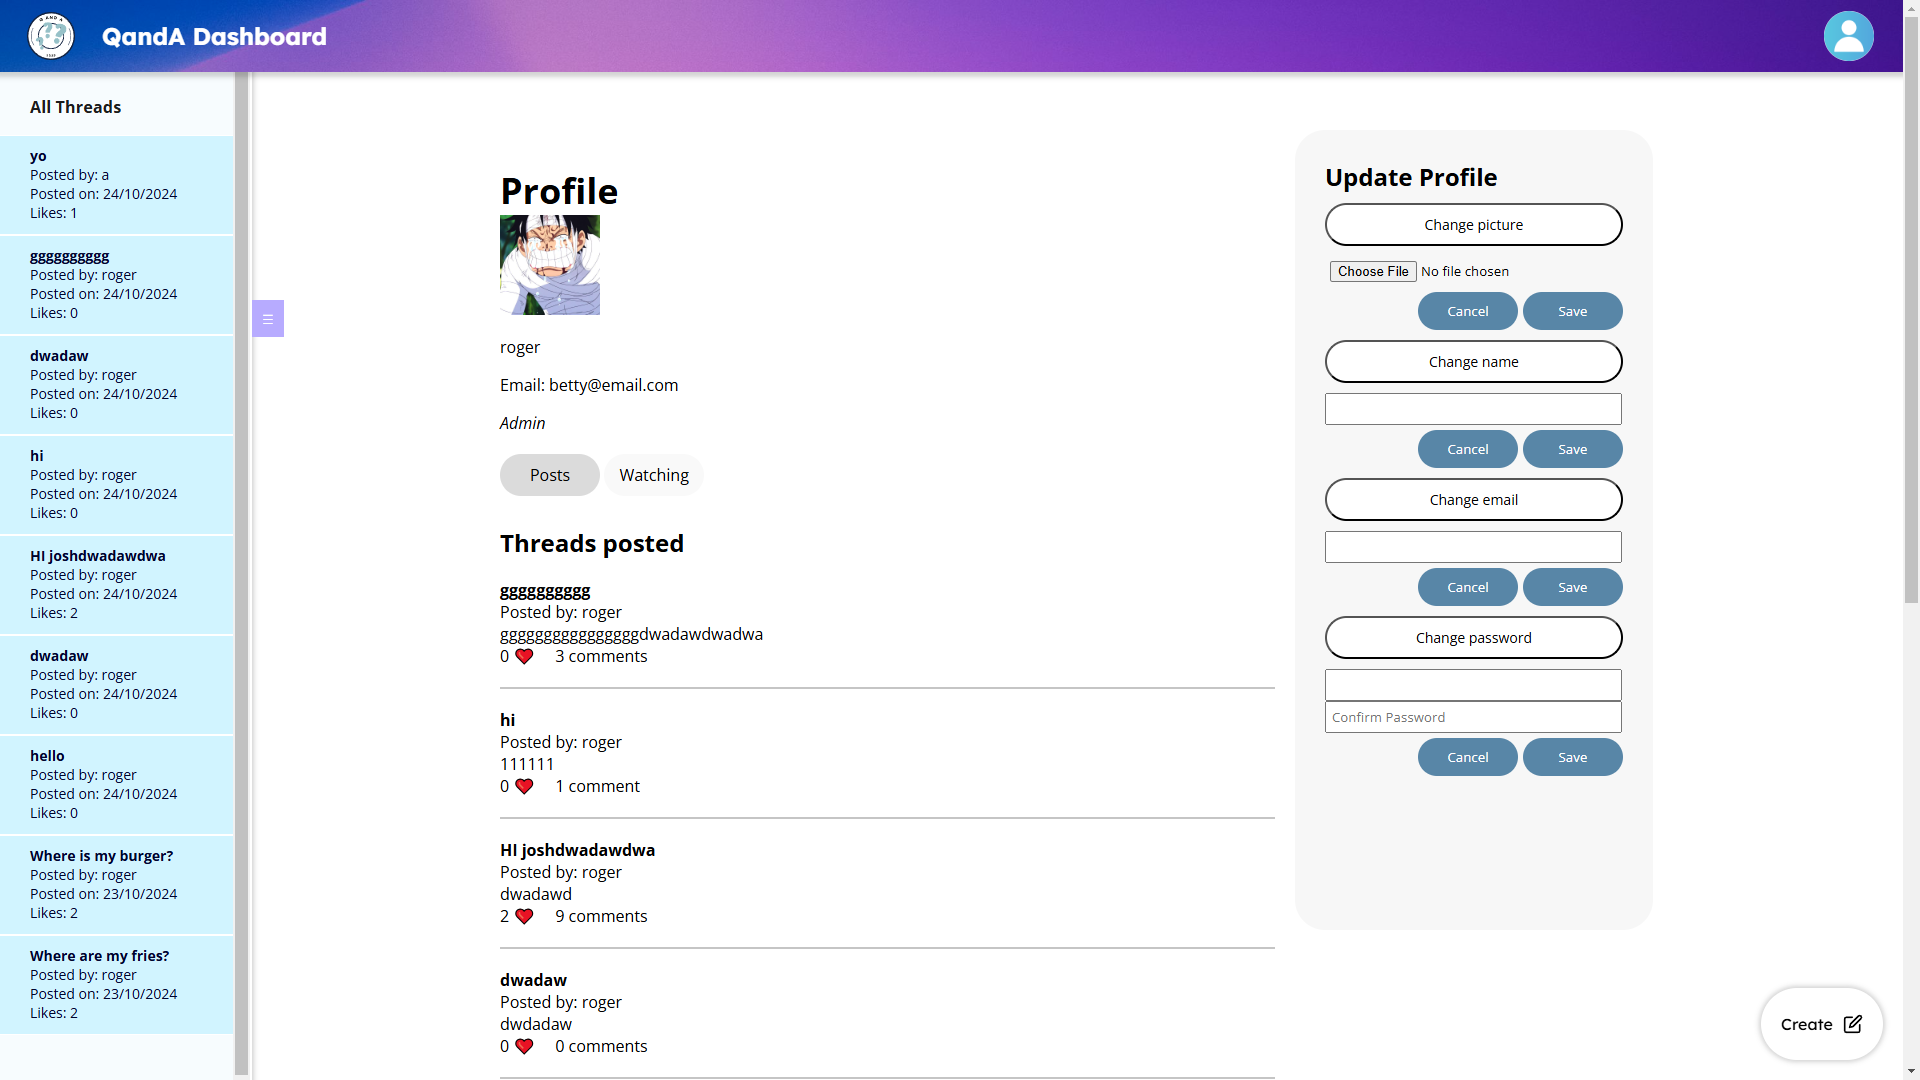 Q AND A
QandA Dashboard
All Threads
yo
Posted by: a
Posted on: 24/10/2024
Likes: 1
gggggggggg
Posted by: roger
Posted on: 24/10/2024
Likes: 0
dwadaw
Posted by: roger
Posted on: 24/10/2024
Likes: 0
hi
Posted by: roger
Posted on: 24/10/2024
Likes: 0
HI joshdwadawdwa
Posted by: roger
Posted on: 24/10/2024
Likes: 2
dwadaw
Posted by: roger
Posted on: 24/10/2024
Likes: 0
hello
Posted by: roger
Posted on: 24/10/2024
Likes: 0
Where is my burger?
Posted by: roger
Posted on: 23/10/2024
Likes: 2
Where are my fries?
Posted by: roger
Posted on: 23/10/2024
Likes: 2
Profile
roger
Email: betty@email.com
Admin
Posts Watching
Threads posted
gggggggggg
Posted by: roger
ggggggggggggggggdwadawdwadwa
0 ❤️ 3 comments
hi
Posted by: roger
111111
0 ❤️ 1 comment
HI joshdwadawdwa
Posted by: roger
dwadawd
2 ❤️ 9 comments
dwadaw
Posted by: roger
dwdadaw
0 ❤️ 0 comments
Update Profile
Change picture
Choose File No file chosen
Cancel Save
Change name
Cancel Save
Change email
Cancel Save
Change password
Confirm Password
Cancel Save
Create